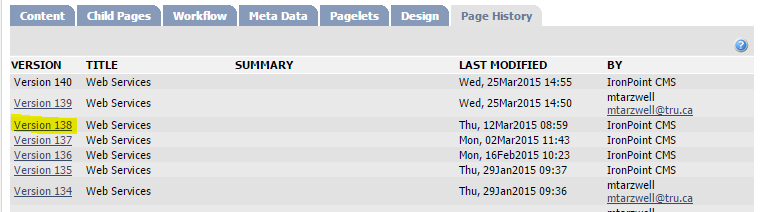 Content Child Pages Workflow Meta Data Pagelets Design Page History
?
VERSION TITLE SUMMARY LAST MODIFIED BY
Version 140 Web Services Wed, 25Mar2015 14:55 IronPoint CMS
Version 139 Web Services Wed, 25Mar2015 14:50 mtarzwell
mtarzwell@tru.ca
Version 138 Web Services Thu, 12Mar2015 08:59 IronPoint CMS
Version 137 Web Services Mon, 02Mar2015 11:43 IronPoint CMS
Version 136 Web Services Mon, 16Feb2015 10:23 IronPoint CMS
Version 135 Web Services Thu, 29Jan2015 09:37 IronPoint CMS
Version 134 Web Services Thu, 29Jan2015 09:36 mtarzwell
mtarzwell@tru.ca